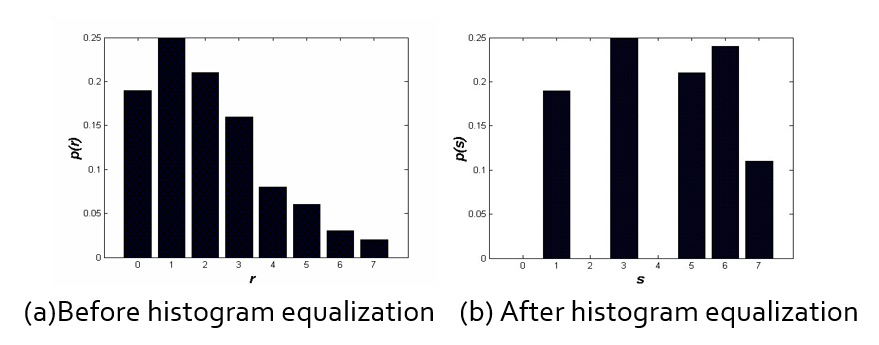 0.25
0.2
0.15
0.1
0.05
0
p(r)
0 1 2 3 4 5 6 7
r
(a)Before histogram equalization
0.25
0.2
0.15
0.1
0.05
0
p(s)
0 1 2 3 4 5 6 7
s
(b) After histogram equalization